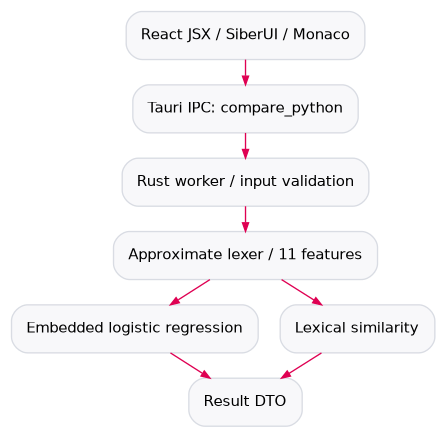 React JSX / SiberUI / Monaco
Tauri IPC: compare_python
Rust worker / input validation
Approximate lexer / 11 features
Embedded logistic regression
Lexical similarity
Result DTO